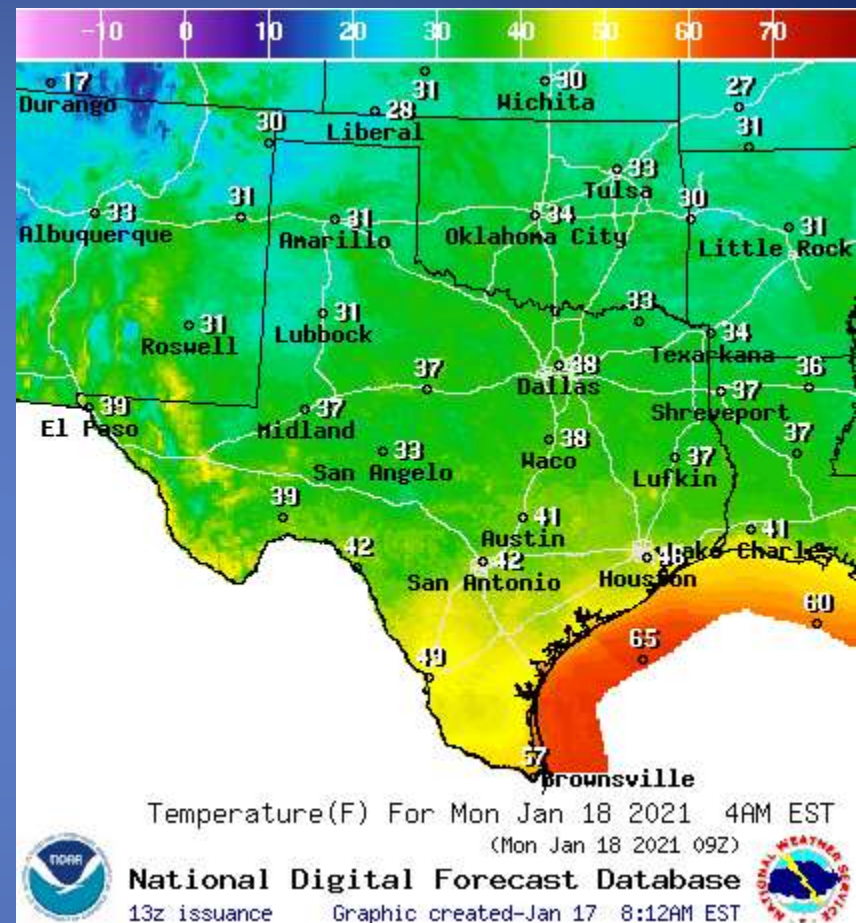 -10 0 10 20 30 40 50 60 70
17
Durango
31
30
Wichita
27
28
Liberal
30
31
33
Tulsa
33
Albuquerque
31
31
Amarillo
34
Oklahoma City
30
31
Little Rock
31
Roswell
31
Lubbock
33
34
Texarkana
38
Dallas
37
36
37
Shreveport
39
El Paso
37
Midland
33
San Angelo
38
Waco
37
Lufkin
37
39
41
Austin
41
Lake Charles
42
42
San Antonio
Houston
60
65
49
57
Brownsville
Temperature(F) For Mon Jan 18 2021 4AM EST
(Mon Jan 18 2021 09Z)
National Digital Forecast Database
13z issuance Graphic created-Jan 17 8:12AM EST
NOAA
NATIONAL WEATHER SERVICE